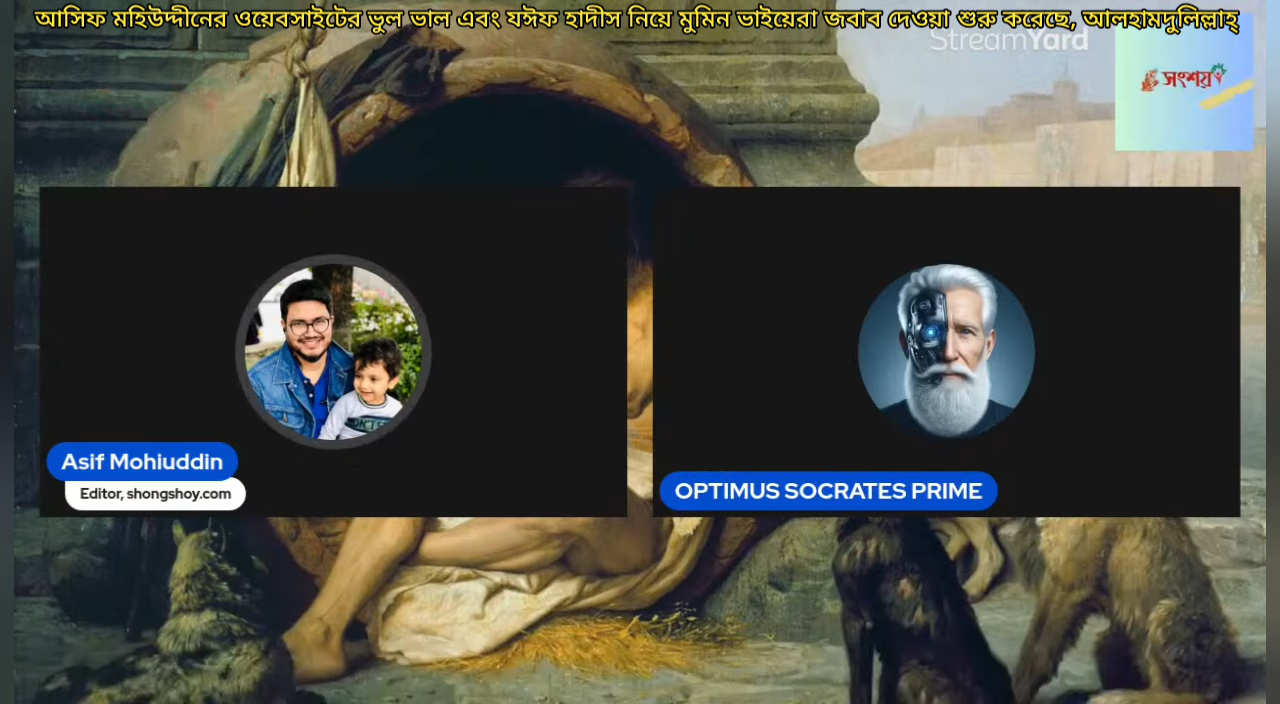 আসিফ মহিউদ্দীনের ওয়েবসাইটের ভুল ভাল এবং যঈফ হাদীস নিয়ে মুমিন ভাইয়েরা জবাব দেওয়া শুরু করেছে, আলহামদুলিল্লাহ্
StreamYard
সংশয়
Asif Mohiuddin
Editor, shongshoy.com
OPTIMUS SOCRATES PRIME